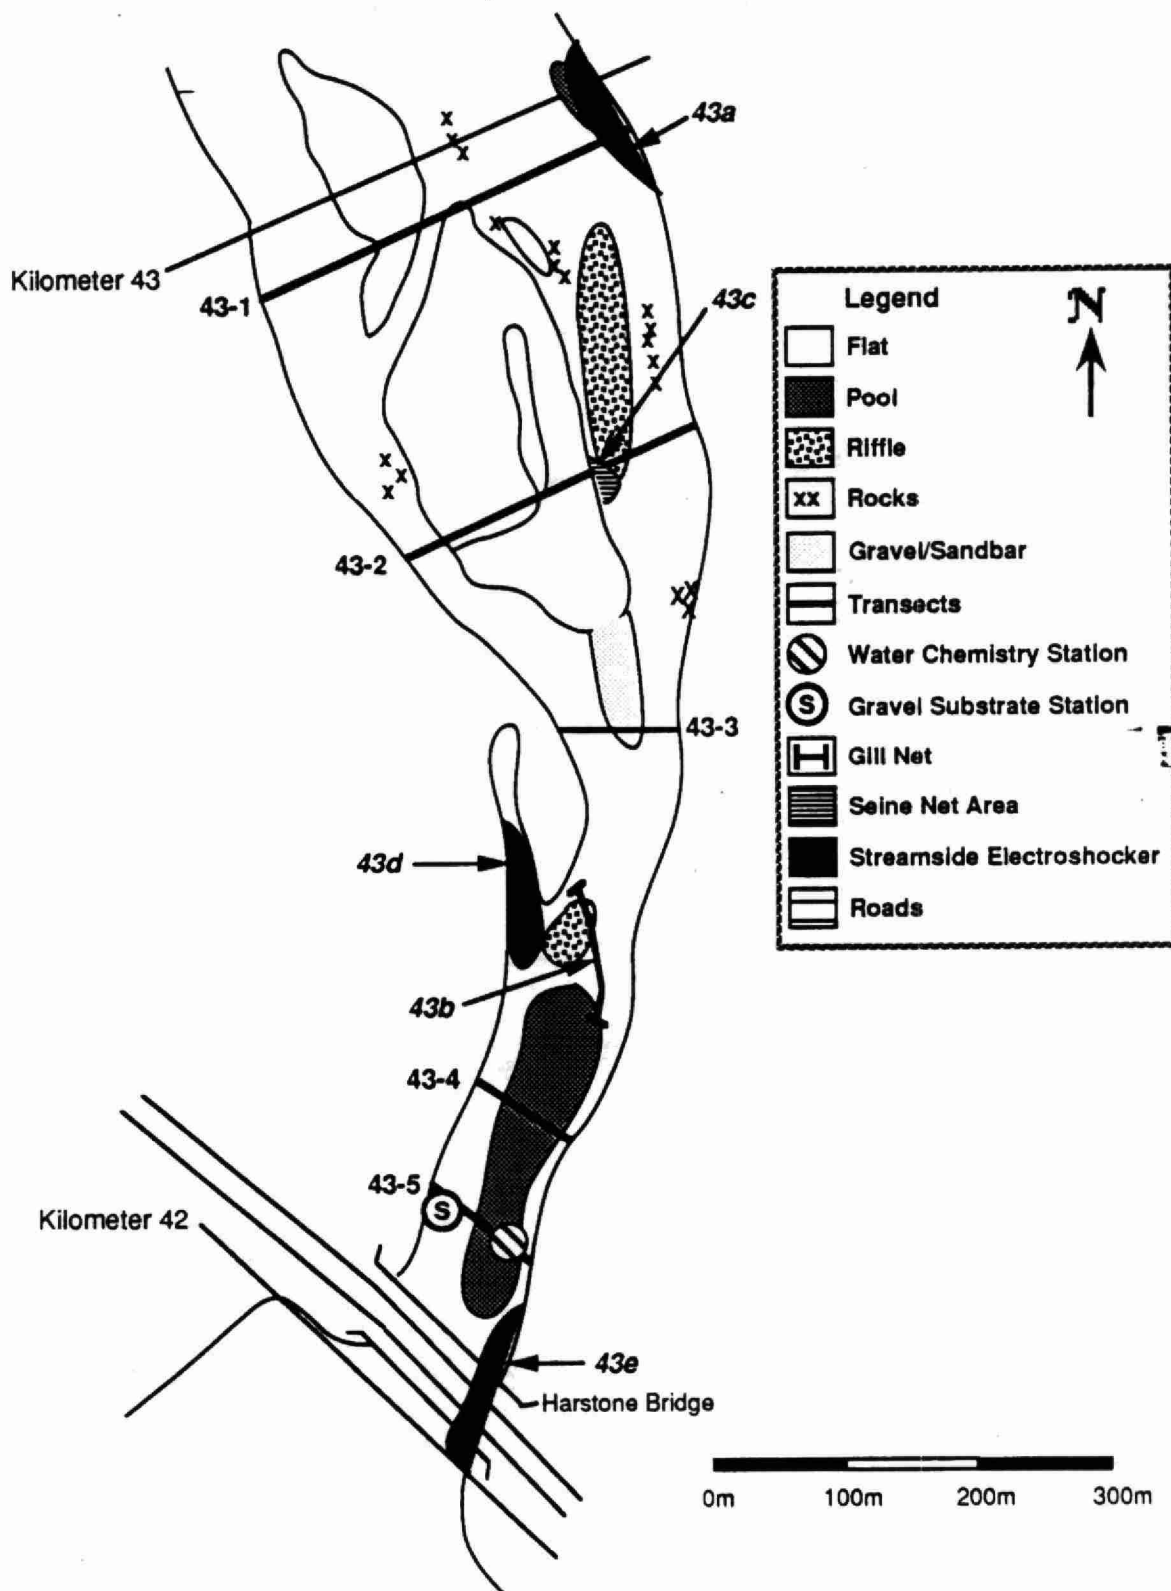 43a
Kilometer 43
43-1
43c
43-2
43-3
43d
43b
43-4
43-5
S
Kilometer 42
43e
Harstone Bridge
Legend
N
Flat
Pool
Riffle
xx Rocks
Gravel/Sandbar
Transects
Water Chemistry Station
S Gravel Substrate Station
Gill Net
Seine Net Area
Streamside Electroshocker
Roads
0m 100m 200m 300m